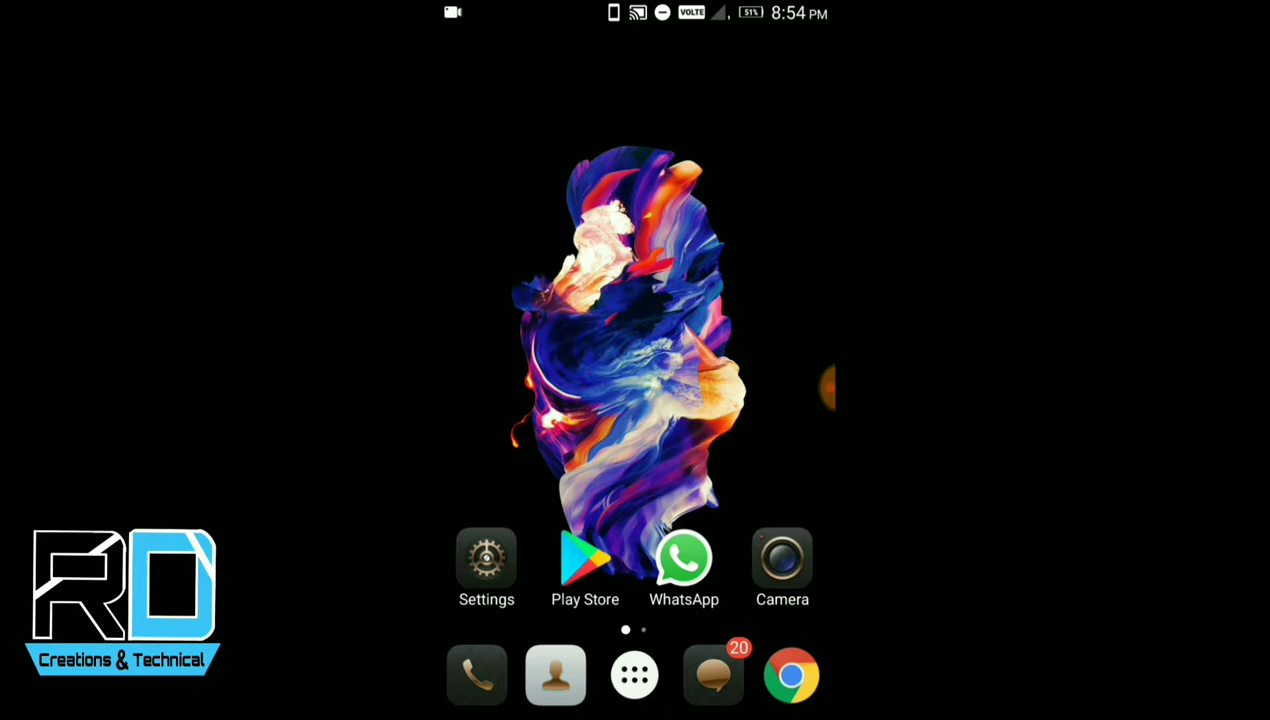 VOLTE 51% 8:54 PM
Settings Play Store WhatsApp Camera
20
RD
Creations & Technical